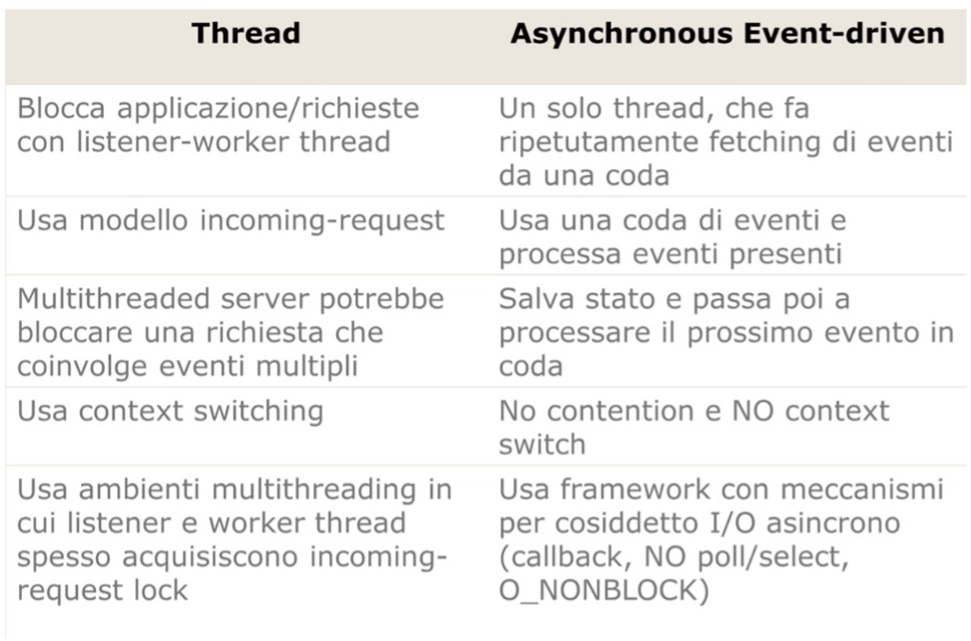 Thread
Asynchronous Event-driven
Blocca applicazione/richieste
con listener-worker thread
Un solo thread, che fa
ripetutamente fetching di eventi
da una coda
Usa modello incoming-request
Usa una coda di eventi e
processa eventi presenti
Multithreaded server potrebbe
bloccare una richiesta che
coinvolge eventi multipli
Salva stato e passa poi a
processare il prossimo evento in
coda
Usa context switching
No contention e NO context
switch
Usa ambienti multithreading in
cui listener e worker thread
spesso acquisiscono incoming-
request lock
Usa framework con meccanismi
per cosiddetto I/O asincrono
(callback, NO poll/select,
O_NONBLOCK)